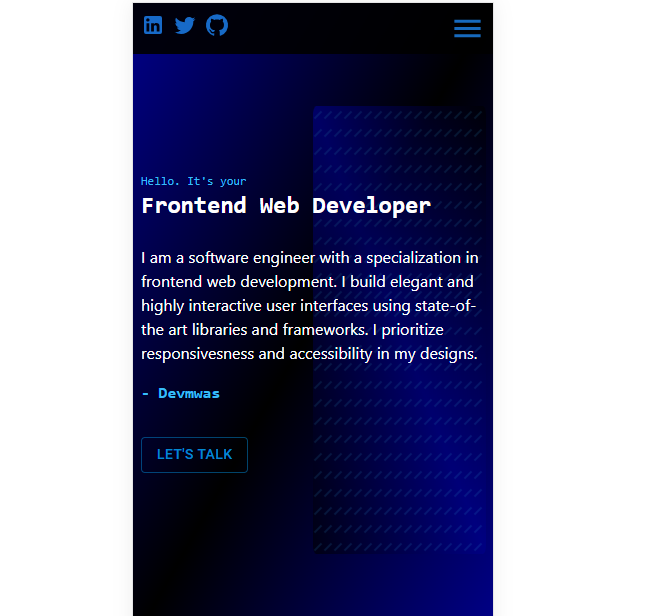 Hello. It's your
Frontend Web Developer
I am a software engineer with a specialization in
frontend web development. I build elegant and
highly interactive user interfaces using state-of-
the art libraries and frameworks. I prioritize
responsivesness and accessibility in my designs.
- Devmwas
LET'S TALK